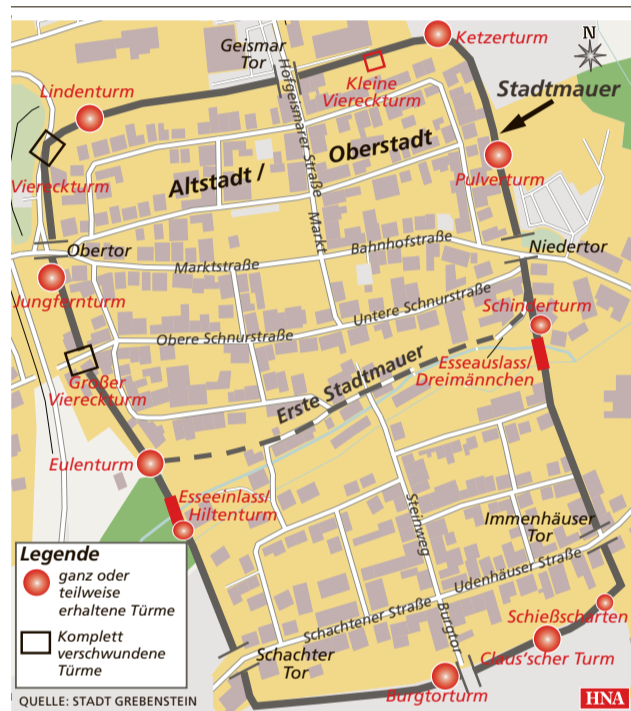 Geismar
Tor
Ketzerturm
N
Hofgeismarer Straße
Kleine
Viereckturm
Lindenturm
Stadtmauer
Oberstadt
Altstadt /
Pulverturm
Viereckturm
Markt
Obertor
Bahnhofstraße
Niedertor
Marktstraße
Jungfernturm
Untere Schnurstraße
Schinderturm
Obere Schnurstraße
Erste Stadtmauer
Esseauslass/
Dreimännchen
Großer
Viereckturm
Eulenturm
Esseeinlass/
Hiltenturm
Steinweg
Immenhäuser
Tor
Legende
ganz oder
teilweise
erhaltene Türme
Komplett
verschwundene
Türme
Udenhäuser Straße
Schachtener Straße
Burgtor
Schießscharten
Claus'scher Turm
Schachter
Tor
Burgtorturm
QUELLE: STADT GREBENSTEIN
HNA